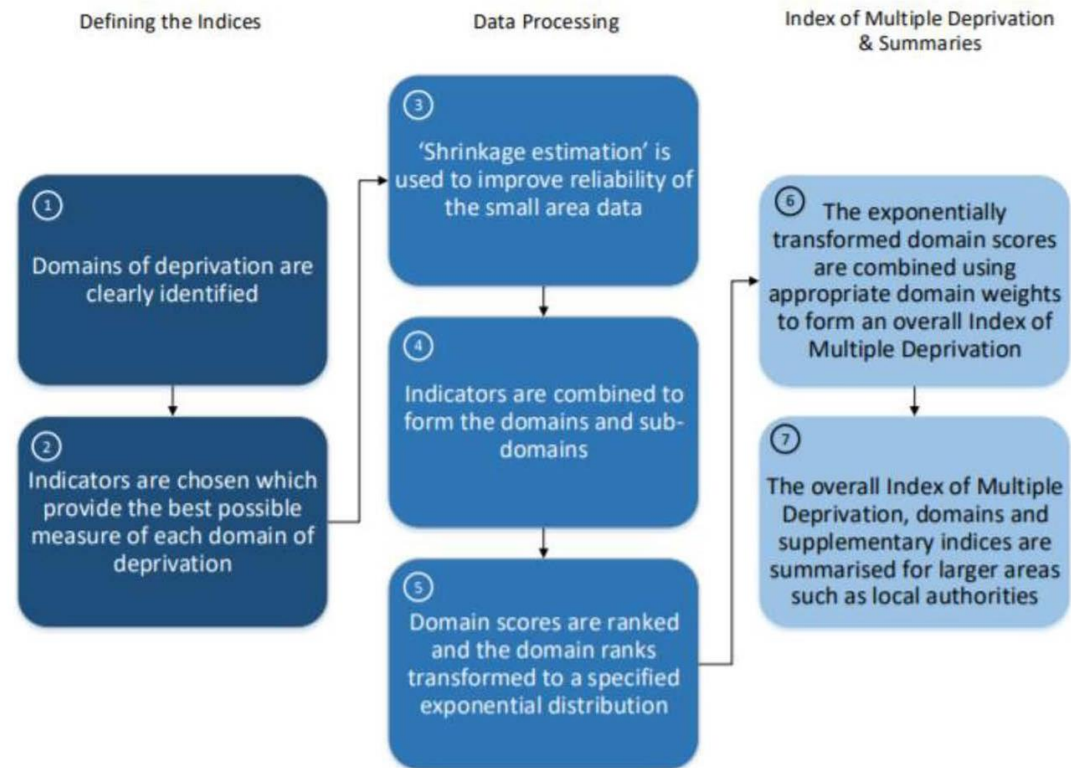 Defining the Indices
1
Domains of deprivation are
clearly identified
2
Indicators are chosen which
provide the best possible
measure of each domain of
deprivation
Data Processing
3
'Shrinkage estimation' is
used to improve reliability of
the small area data
4
Indicators are combined to
form the domains and sub-
domains
5
Domain scores are ranked
and the domain ranks
transformed to a specified
exponential distribution
Index of Multiple Deprivation
& Summaries
6
The exponentially
transformed domain scores
are combined using
appropriate domain weights
to form an overall Index of
Multiple Deprivation
7
The overall Index of Multiple
Deprivation, domains and
supplementary indices are
summarised for larger areas
such as local authorities